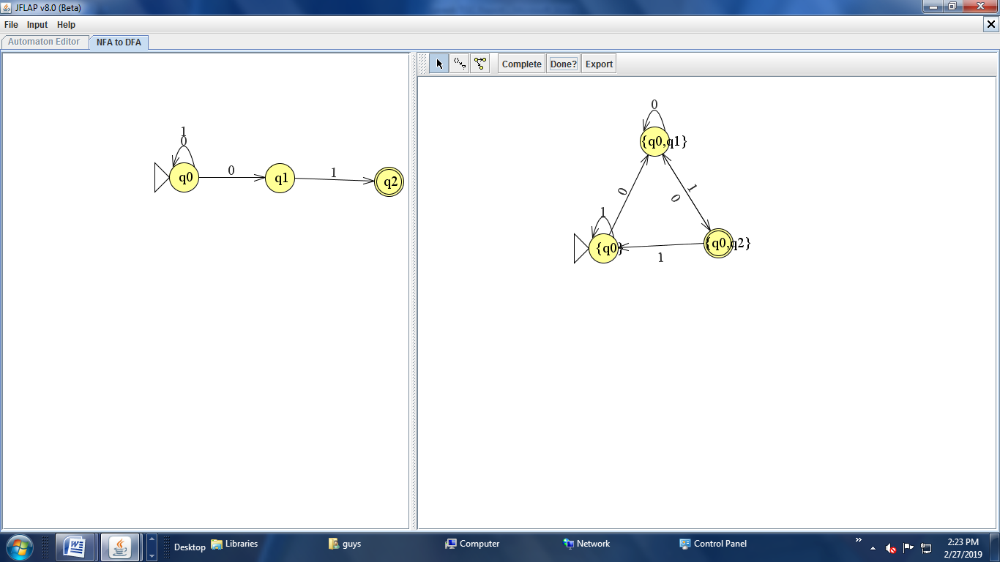 JFLAP v8.0 (Beta)
File Input Help
Automaton Editor NFA to DFA
Complete Done? Export
1
0
q0
0
q1
1
q2
0
{q0,q1}
0
1
0
1
{q0}
{q0,q2}
1
Desktop Libraries guys Computer Network Control Panel
2:23 PM
2/27/2019